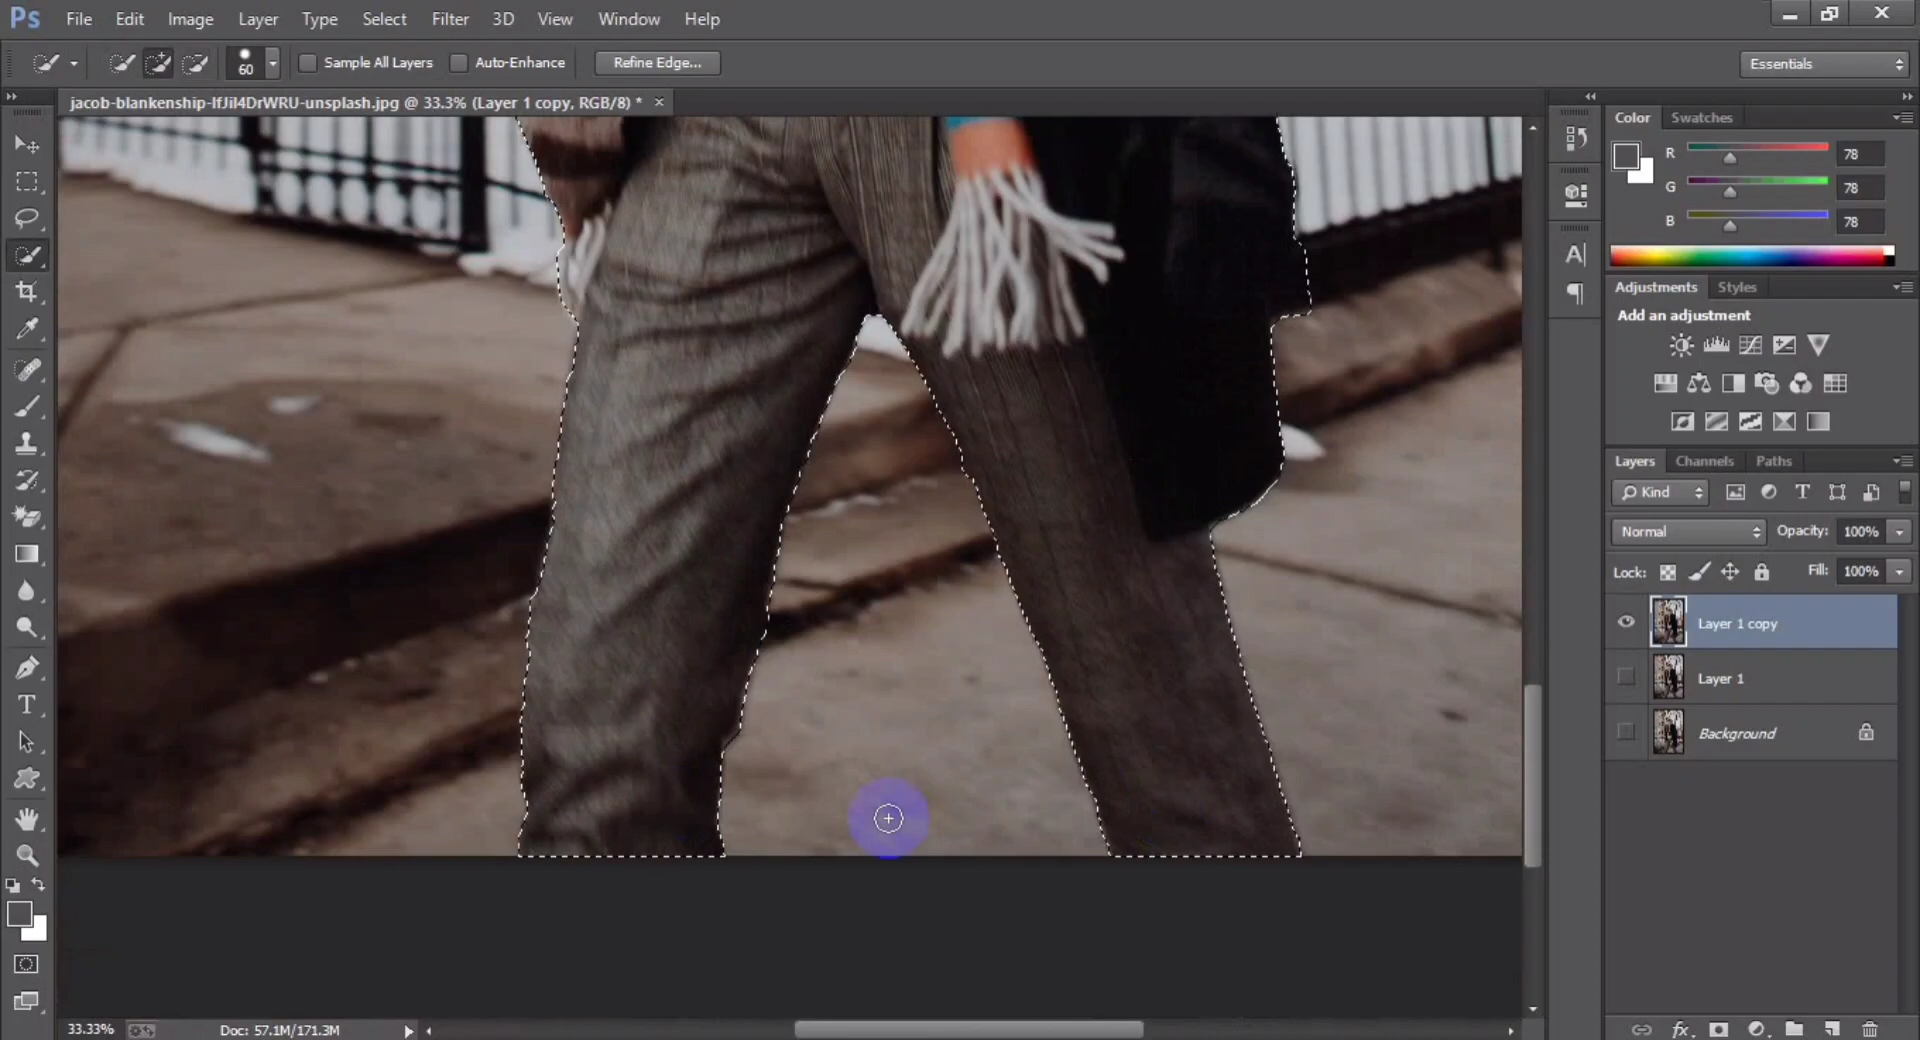 Ps File Edit Image Layer Type Select Filter 3D View Window Help
60 Sample All Layers Auto-Enhance Refine Edge... Essentials
jacob-blankenship-IfJil4DrWRU-unsplash.jpg @ 33.3% (Layer 1 copy, RGB/8) *
Color Swatches
R 78
G 78
B 78
Adjustments Styles
Add an adjustment
Layers Channels Paths
Kind
Normal Opacity: 100%
Lock: Fill: 100%
Layer 1 copy
Layer 1
Background
33.33% Doc: 57.1M/171.3M